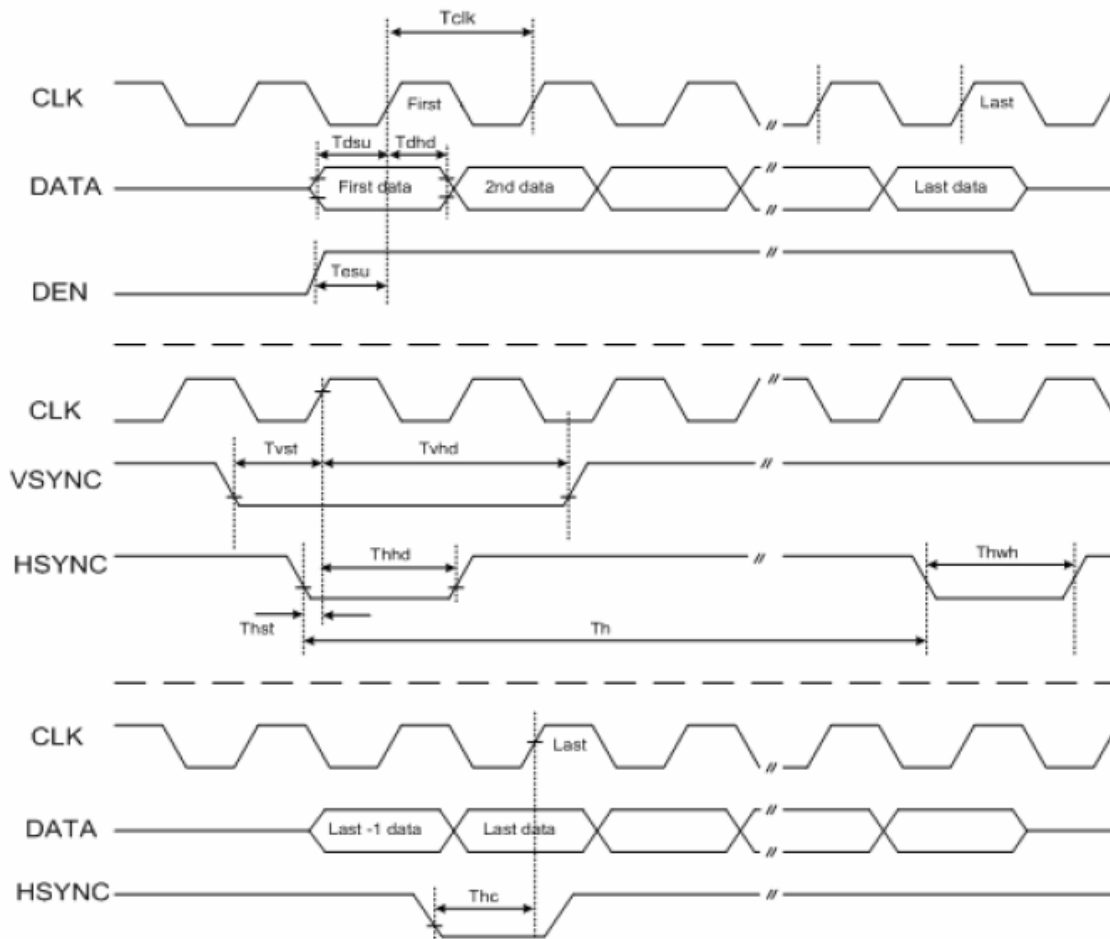 Tclk
CLK
First
Last
Tdsu
Tdhd
DATA
First data
2nd data
Last data
DEN
Tesu
CLK
Tvst
Tvhd
VSYNC
HSYNC
Thhd
Thwh
Thst
Th
CLK
Last
DATA
Last -1 data
Last data
HSYNC
Thc